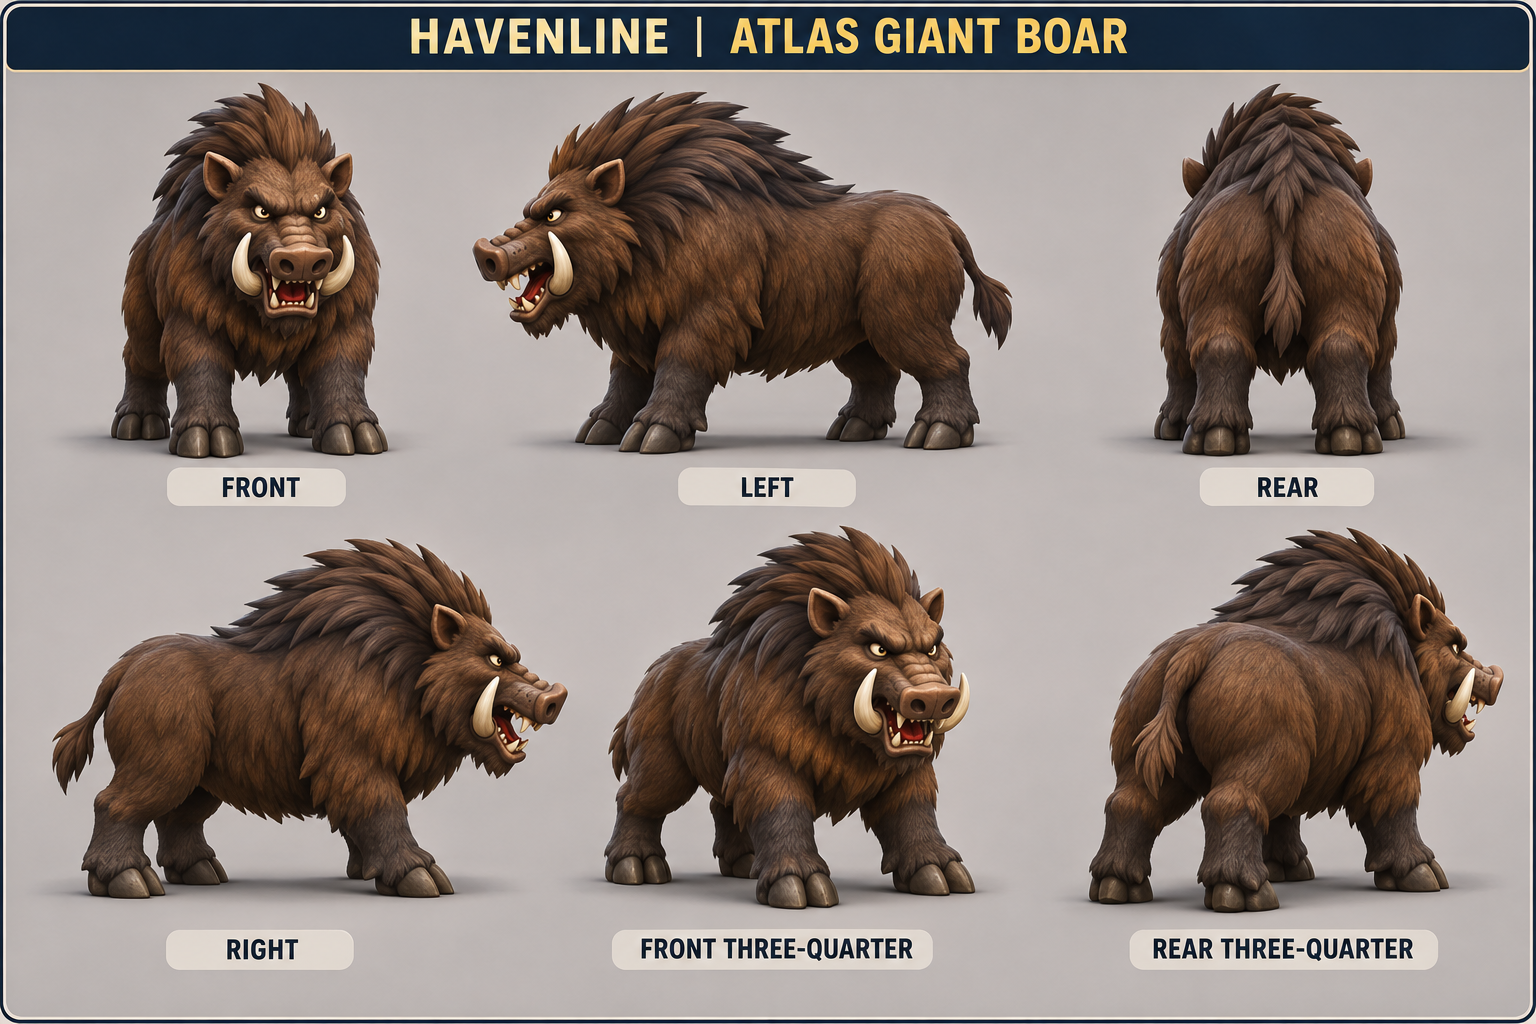 HAVENLINE | ATLAS GIANT BOAR
FRONT
LEFT
REAR
RIGHT
FRONT THREE-QUARTER
REAR THREE-QUARTER